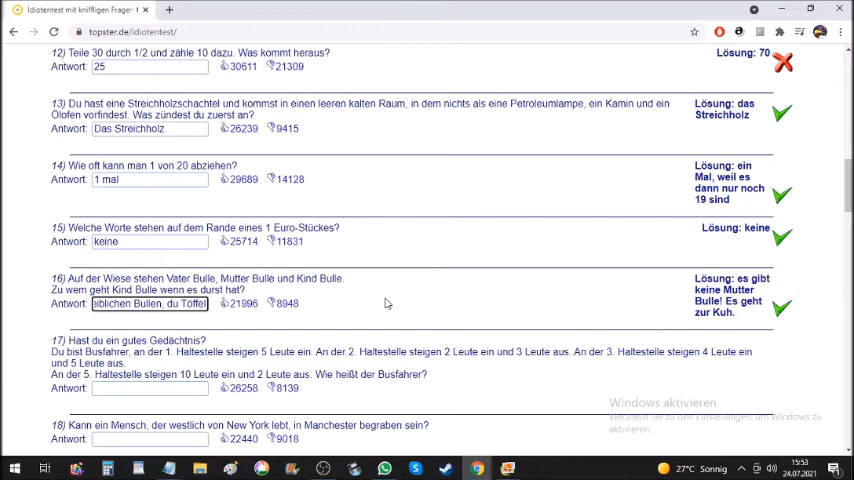 Idiotentest mit kniffligen Fragen
topster.de/idiotentest/
12) Teile 30 durch 1/2 und zähle 10 dazu. Was kommt heraus?
Lösung: 70
Antwort: 25 30611 21309
13) Du hast eine Streichholzschachtel und kommst in einen leeren kalten Raum, in dem nichts als eine Petroleumlampe, ein Kamin und ein
Ölofen vorfindest. Was zündest du zuerst an?
Lösung: das
Streichholz
Antwort: Das Streichholz 26239 9415
14) Wie oft kann man 1 von 20 abziehen?
Lösung: ein
Mal, weil es
dann nur noch
19 sind
Antwort: 1 mal 29689 14128
15) Welche Worte stehen auf dem Rande eines 1 Euro-Stückes?
Lösung: keine
Antwort: keine 25714 11831
16) Auf der Wiese stehen Vater Bulle, Mutter Bulle und Kind Bulle.
Zu wem geht Kind Bulle wenn es durst hat?
Lösung: es gibt
keine Mutter
Bulle! Es geht
zur Kuh.
Antwort: eiblichen Bullen, du Töffel 21996 8948
17) Hast du ein gutes Gedächtnis?
Du bist Busfahrer, an der 1. Haltestelle steigen 5 Leute ein. An der 2. Haltestelle steigen 2 Leute ein und 3 Leute aus. An der 3. Haltestelle steigen 4 Leute ein
und 5 Leute aus.
An der 5. Haltestelle steigen 10 Leute ein und 2 Leute aus. Wie heißt der Busfahrer?
Antwort: 26258 8139
18) Kann ein Mensch, der westlich von New York lebt, in Manchester begraben sein?
Antwort: 22440 9018
Windows aktivieren
Wechseln Sie zu den Einstellungen, um Windows zu
aktivieren.
27°C Sonnig
15:53
24.07.2021